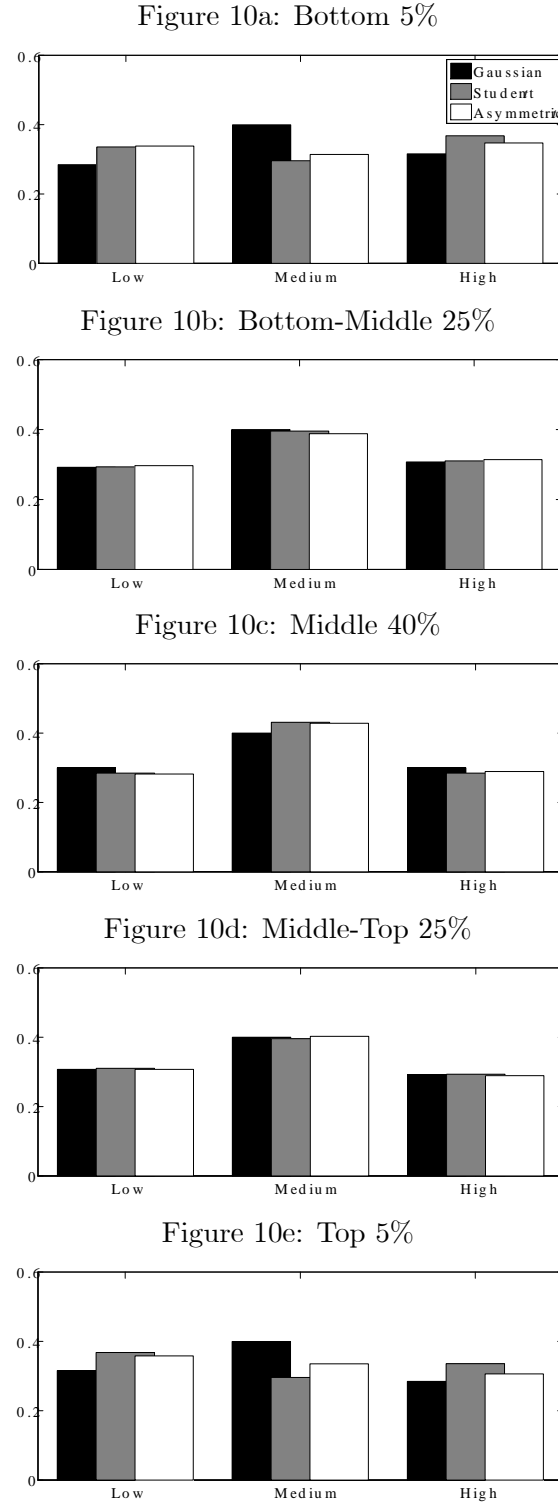 Figure 10a: Bottom 5%
0.6
Gaussian
Student-t
Asymmetric
0.4
0.2
0
Low Medium High
Figure 10b: Bottom-Middle 25%
0.6
0.4
0.2
0
Low Medium High
Figure 10c: Middle 40%
0.6
0.4
0.2
0
Low Medium High
Figure 10d: Middle-Top 25%
0.6
0.4
0.2
0
Low Medium High
Figure 10e: Top 5%
0.6
0.4
0.2
0
Low Medium High